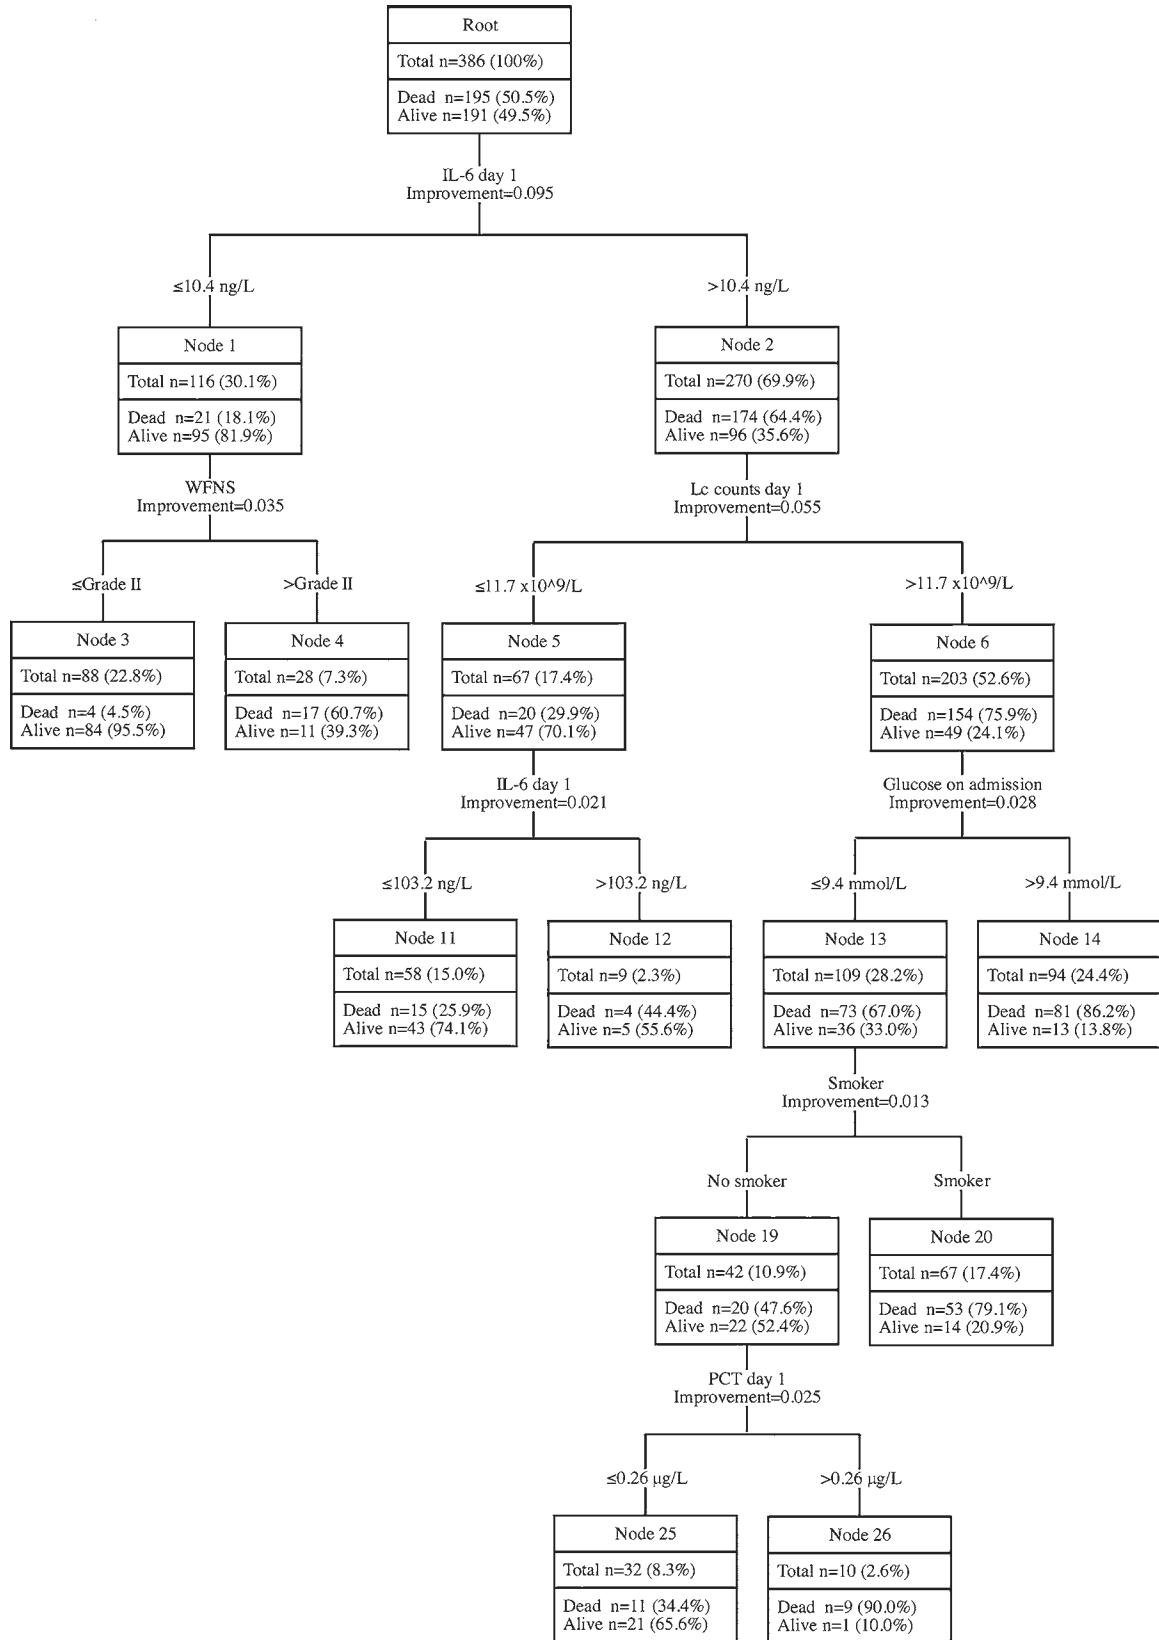 Root
Total n=386 (100%)
Dead n=195 (50.5%)
Alive n=191 (49.5%)
IL-6 day 1
Improvement=0.095
≤10.4 ng/L
>10.4 ng/L
Node 1
Total n=116 (30.1%)
Dead n=21 (18.1%)
Alive n=95 (81.9%)
Node 2
Total n=270 (69.9%)
Dead n=174 (64.4%)
Alive n=96 (35.6%)
WFNS
Improvement=0.035
Lc counts day 1
Improvement=0.055
≤Grade II
>Grade II
≤11.7 x10^9/L
>11.7 x10^9/L
Node 3
Total n=88 (22.8%)
Dead n=4 (4.5%)
Alive n=84 (95.5%)
Node 4
Total n=28 (7.3%)
Dead n=17 (60.7%)
Alive n=11 (39.3%)
Node 5
Total n=67 (17.4%)
Dead n=20 (29.9%)
Alive n=47 (70.1%)
Node 6
Total n=203 (52.6%)
Dead n=154 (75.9%)
Alive n=49 (24.1%)
IL-6 day 1
Improvement=0.021
Glucose on admission
Improvement=0.028
≤103.2 ng/L
>103.2 ng/L
≤9.4 mmol/L
>9.4 mmol/L
Node 11
Total n=58 (15.0%)
Dead n=15 (25.9%)
Alive n=43 (74.1%)
Node 12
Total n=9 (2.3%)
Dead n=4 (44.4%)
Alive n=5 (55.6%)
Node 13
Total n=109 (28.2%)
Dead n=73 (67.0%)
Alive n=36 (33.0%)
Node 14
Total n=94 (24.4%)
Dead n=81 (86.2%)
Alive n=13 (13.8%)
Smoker
Improvement=0.013
No smoker
Smoker
Node 19
Total n=42 (10.9%)
Dead n=20 (47.6%)
Alive n=22 (52.4%)
Node 20
Total n=67 (17.4%)
Dead n=53 (79.1%)
Alive n=14 (20.9%)
PCT day 1
Improvement=0.025
≤0.26 µg/L
>0.26 µg/L
Node 25
Total n=32 (8.3%)
Dead n=11 (34.4%)
Alive n=21 (65.6%)
Node 26
Total n=10 (2.6%)
Dead n=9 (90.0%)
Alive n=1 (10.0%)